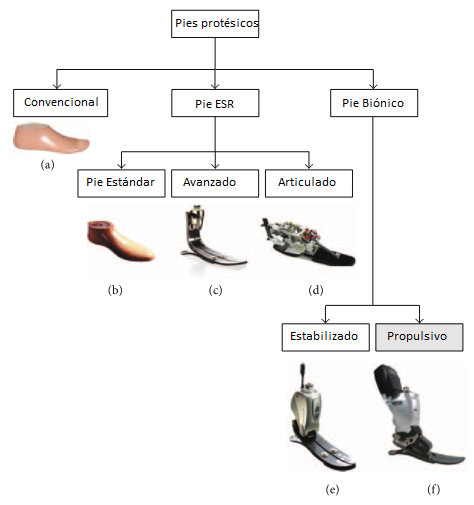 Pies protésicos
Convencional
Pie ESR
Pie Biónico
(a)
Pie Estándar
Avanzado
Articulado
(b)
(c)
(d)
Estabilizado
Propulsivo
(e)
(f)